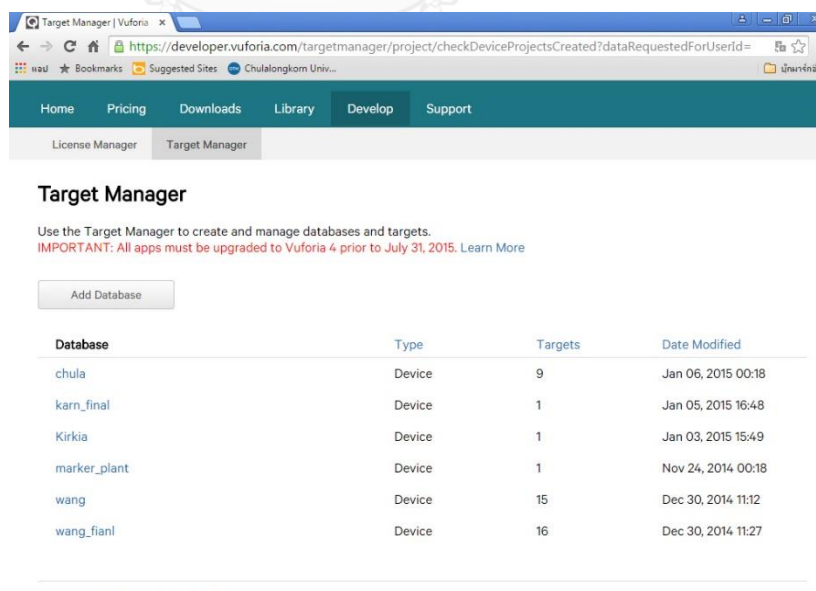 Target Manager | Vuforia
https://developer.vuforia.com/targetmanager/project/checkDeviceProjectsCreated?dataRequestedForUserId=
แอป Bookmarks Suggested Sites Chulalongkorn Univ...
Home Pricing Downloads Library Develop Support
License Manager Target Manager
Target Manager
Use the Target Manager to create and manage databases and targets.
IMPORTANT: All apps must be upgraded to Vuforia 4 prior to July 31, 2015. Learn More
Add Database
Database Type Targets Date Modified
chula Device 9 Jan 06, 2015 00:18
karn_final Device 1 Jan 05, 2015 16:48
Kirkia Device 1 Jan 03, 2015 15:49
marker_plant Device 1 Nov 24, 2014 00:18
wang Device 15 Dec 30, 2014 11:12
wang_fianl Device 16 Dec 30, 2014 11:27